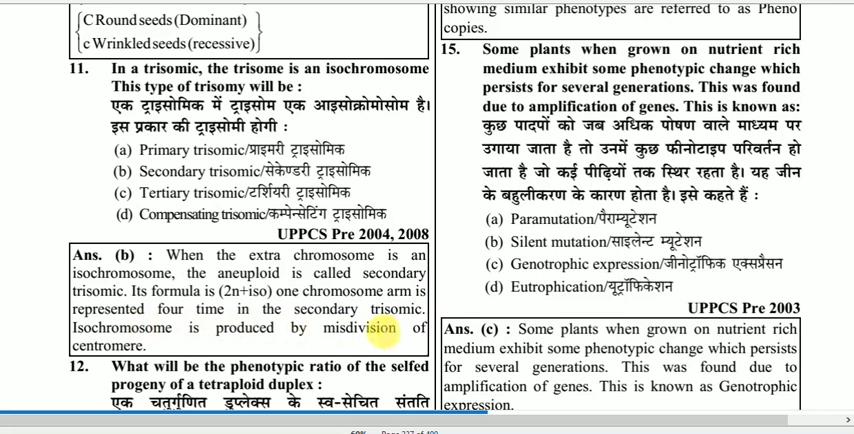 C Round seeds (Dominant)
c Wrinkled seeds (recessive)
11. In a trisomic, the trisome is an isochromosome
This type of trisomy will be :
एक ट्राइसोमिक में ट्राइसोम एक आइसोक्रोमोसोम है।
इस प्रकार की ट्राइसोमी होगी :
(a) Primary trisomic/प्राइमरी ट्राइसोमिक
(b) Secondary trisomic/सेकेण्डरी ट्राइसोमिक
(c) Tertiary trisomic/टर्शियरी ट्राइसोमिक
(d) Compensating trisomic/कम्पेन्सेटिंग ट्राइसोमिक
UPPCS Pre 2004, 2008
Ans. (b) : When the extra chromosome is an
isochromosome, the aneuploid is called secondary
trisomic. Its formula is (2n+iso) one chromosome arm is
represented four time in the secondary trisomic.
Isochromosome is produced by misdivision of
centromere.
12. What will be the phenotypic ratio of the selfed
progeny of a tetraploid duplex :
एक चतुर्गुणित डुप्लेक्स के स्व-सेचित संतति
showing similar phenotypes are referred to as Pheno
copies.
15. Some plants when grown on nutrient rich
medium exhibit some phenotypic change which
persists for several generations. This was found
due to amplification of genes. This is known as:
कुछ पादपों को जब अधिक पोषण वाले माध्यम पर
उगाया जाता है तो उनमें कुछ फीनोटाइप परिवर्तन हो
जाता है जो कई पीढ़ियों तक स्थिर रहता है। यह जीन
के बहुलीकरण के कारण होता है। इसे कहते हैं :
(a) Paramutation/पैराम्यूटेशन
(b) Silent mutation/साइलेन्ट म्यूटेशन
(c) Genotrophic expression/जीनोट्रॉफिक एक्सप्रैसन
(d) Eutrophication/यूट्रॉफिकेशन
UPPCS Pre 2003
Ans. (c) : Some plants when grown on nutrient rich
medium exhibit some phenotypic change which persists
for several generations. This was found due to
amplification of genes. This is known as Genotrophic
expression.